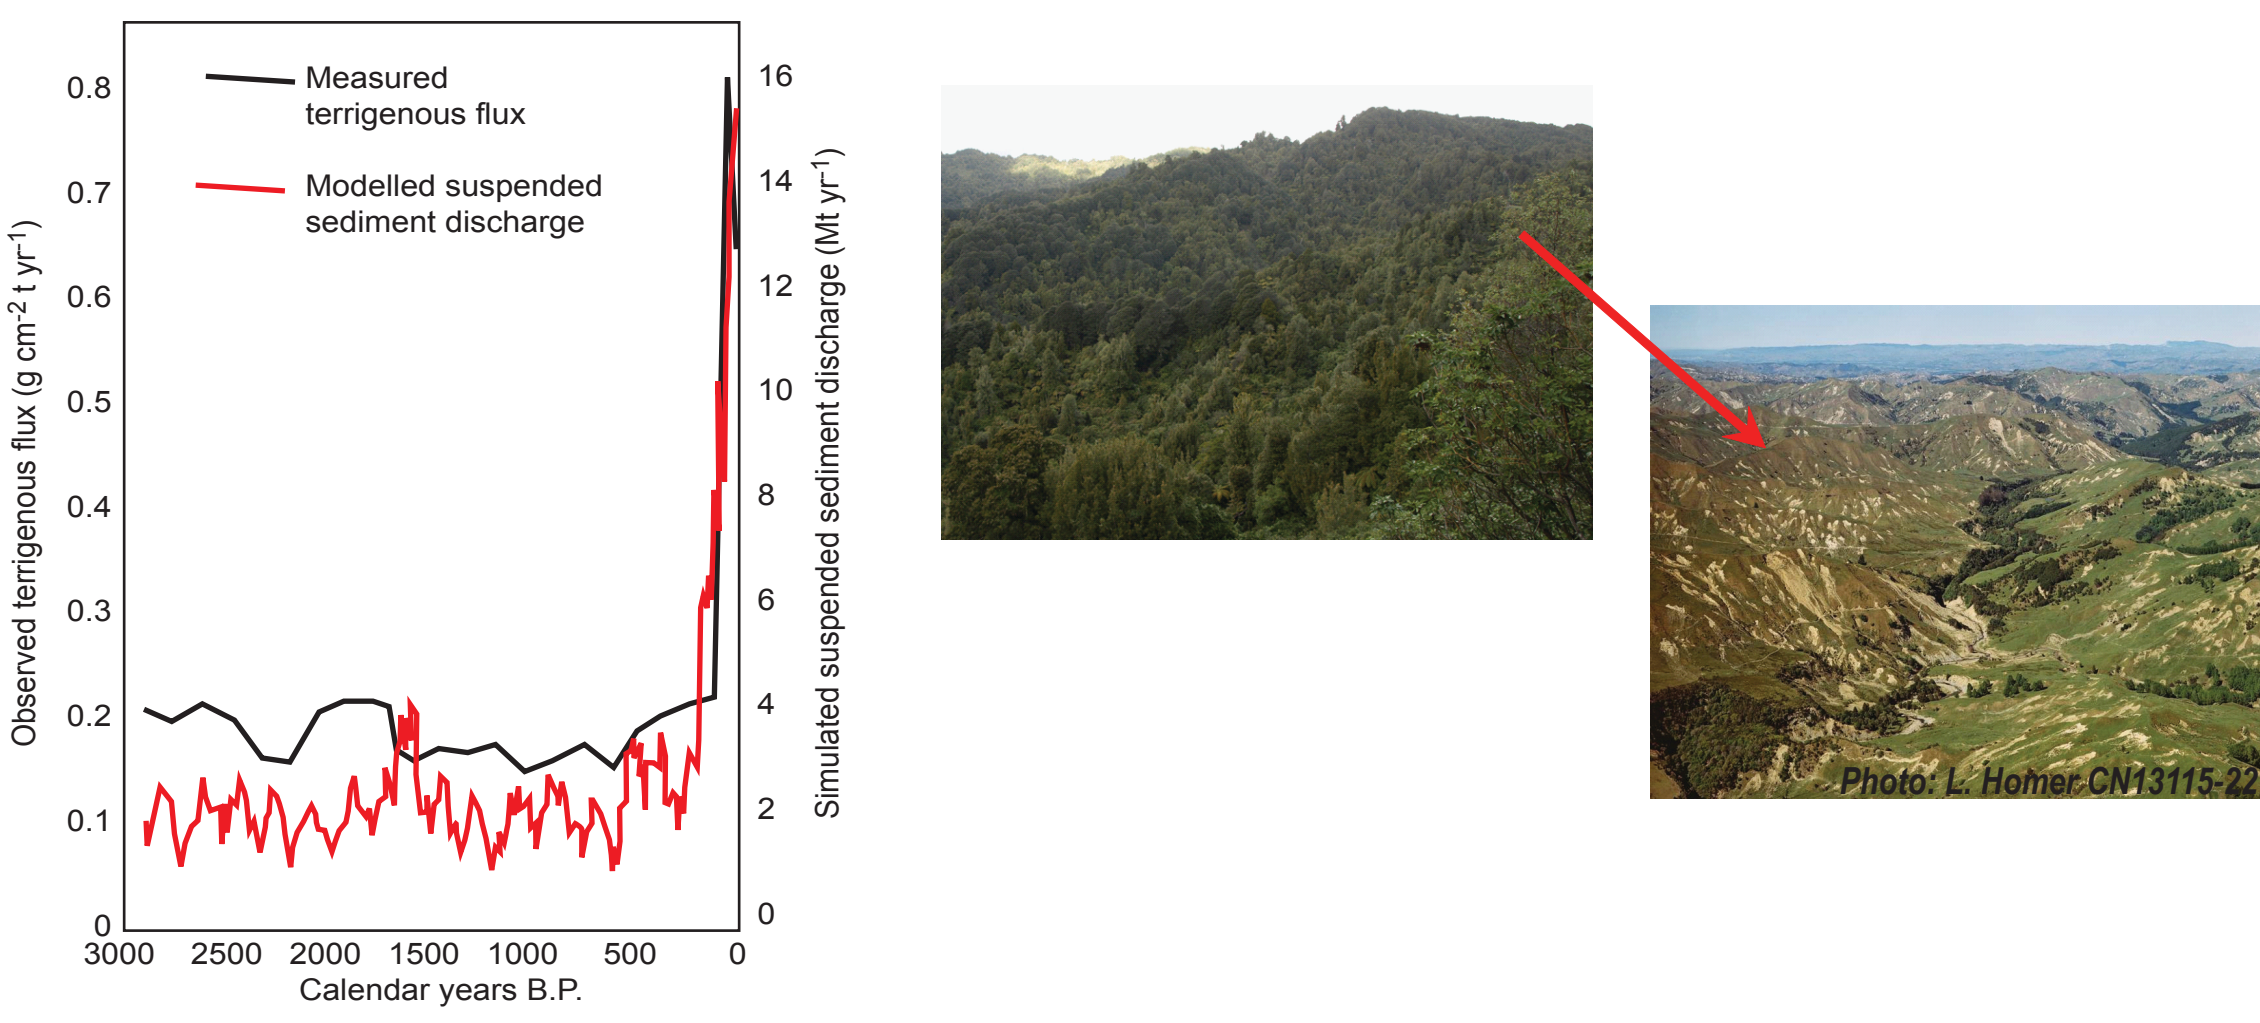 Measured
terrigenous flux
Modelled suspended
sediment discharge
Observed terrigenous flux (g cm-2 t yr-1)
0.8
0.7
0.6
0.5
0.4
0.3
0.2
0.1
0
16
14
12
10
8
6
4
2
0
Simulated suspended sediment discharge (Mt yr-1)
3000 2500 2000 1500 1000 500 0
Calendar years B.P.
Photo: L. Homer CN13115-22